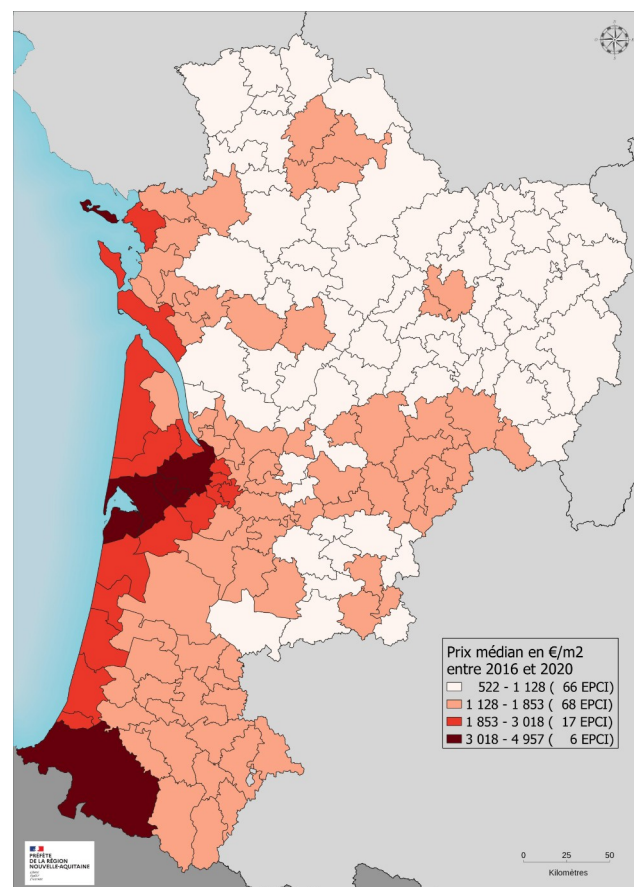 Prix médian en €/m2
entre 2016 et 2020
522 - 1 128 ( 66 EPCI)
1 128 - 1 853 ( 68 EPCI)
1 853 - 3 018 ( 17 EPCI)
3 018 - 4 957 ( 6 EPCI)
PRÉFÈTE
DE LA RÉGION
NOUVELLE-AQUITAINE
0 25 50
Kilomètres